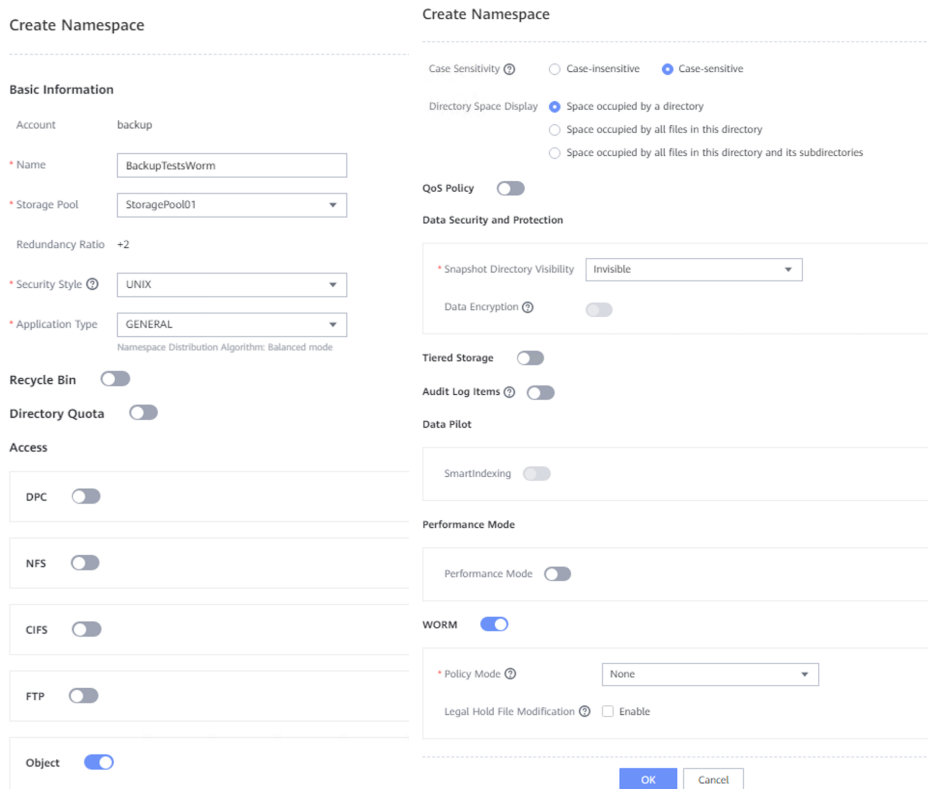 Create Namespace
Basic Information
Account backup
* Name BackupTestsWorm
* Storage Pool StoragePool01
Redundancy Ratio +2
* Security Style ? UNIX
* Application Type GENERAL
Namespace Distribution Algorithm: Balanced mode
Recycle Bin
Directory Quota
Access
DPC
NFS
CIFS
FTP
Object
Create Namespace
Case Sensitivity ? Case-insensitive Case-sensitive
Directory Space Display Space occupied by a directory
Space occupied by all files in this directory
Space occupied by all files in this directory and its subdirectories
QoS Policy
Data Security and Protection
* Snapshot Directory Visibility Invisible
Data Encryption ?
Tiered Storage
Audit Log Items ?
Data Pilot
SmartIndexing
Performance Mode
Performance Mode
WORM
* Policy Mode ? None
Legal Hold File Modification ? Enable
OK Cancel